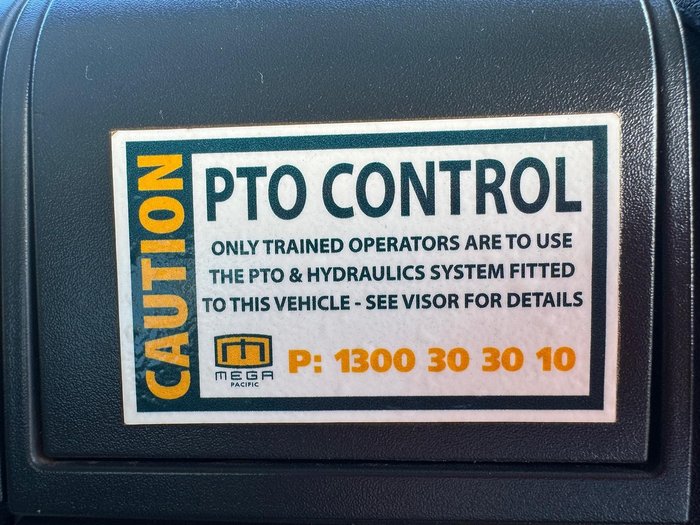 CAUTION
PTO CONTROL
ONLY TRAINED OPERATORS ARE TO USE
THE PTO & HYDRAULICS SYSTEM FITTED
TO THIS VEHICLE - SEE VISOR FOR DETAILS
MEGA
PACIFIC
P: 1300 30 30 10